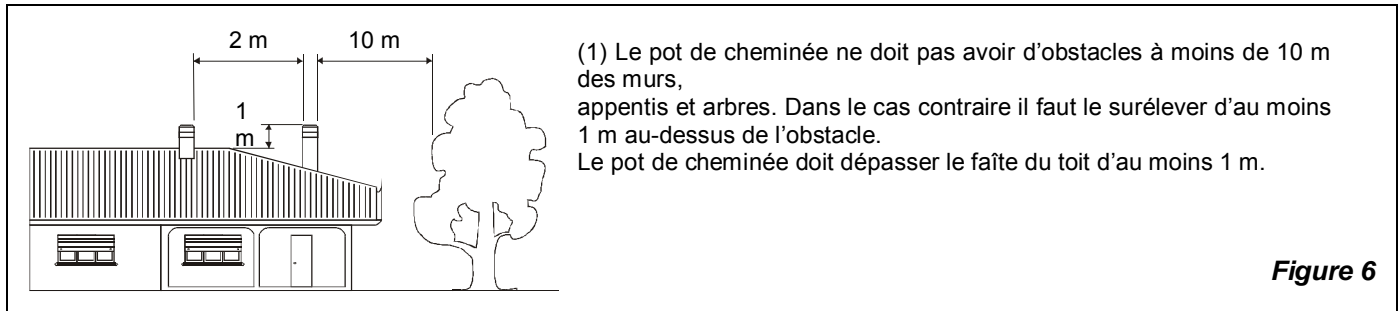 2 m
10 m
1
m
(1) Le pot de cheminée ne doit pas avoir d’obstacles à moins de 10 m
des murs,
appentis et arbres. Dans le cas contraire il faut le surélever d’au moins
1 m au-dessus de l’obstacle.
Le pot de cheminée doit dépasser le faîte du toit d’au moins 1 m.
Figure 6